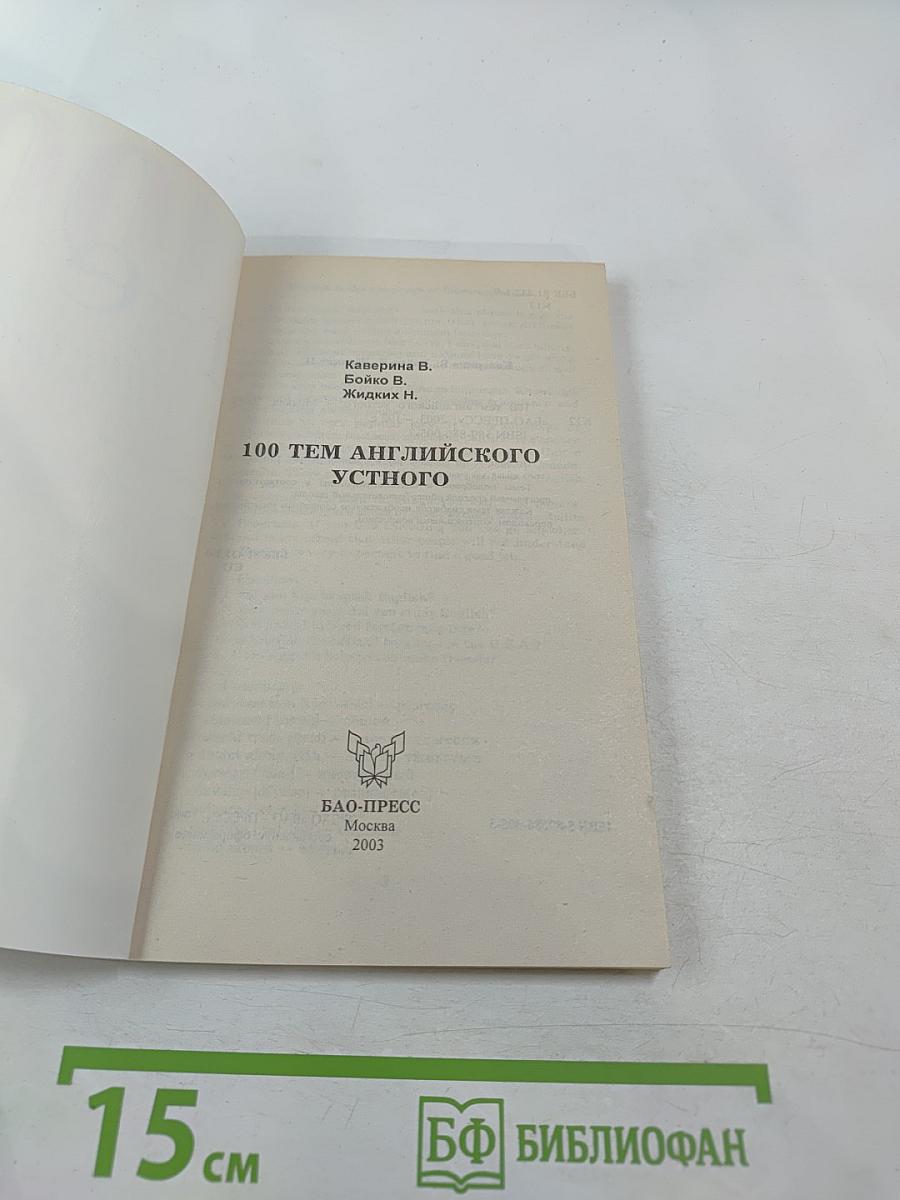 Каверина В.
Бойко В.
Жидких Н.
100 ТЕМ АНГЛИЙСКОГО
УСТНОГО
БАО-ПРЕСС
Москва
2003
15 см
БФ БИБЛИОФАН